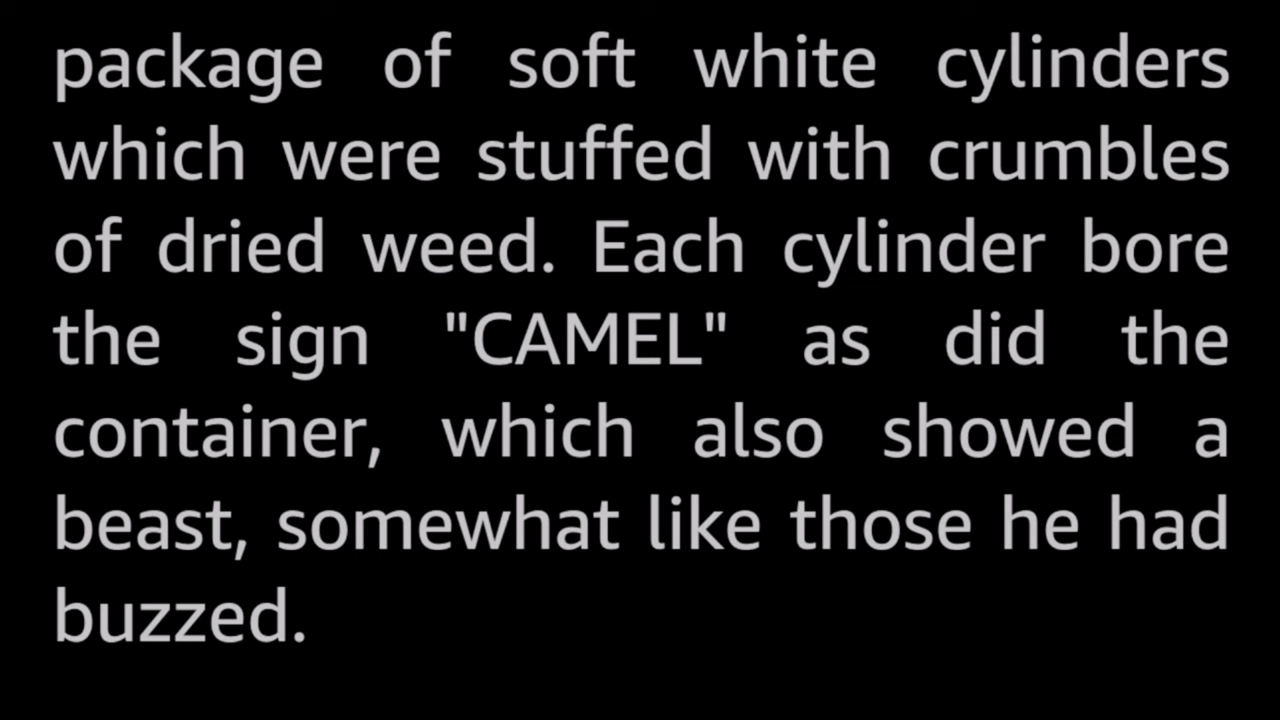 package of soft white cylinders
which were stuffed with crumbles
of dried weed. Each cylinder bore
the sign "CAMEL" as did the
container, which also showed a
beast, somewhat like those he had
buzzed.